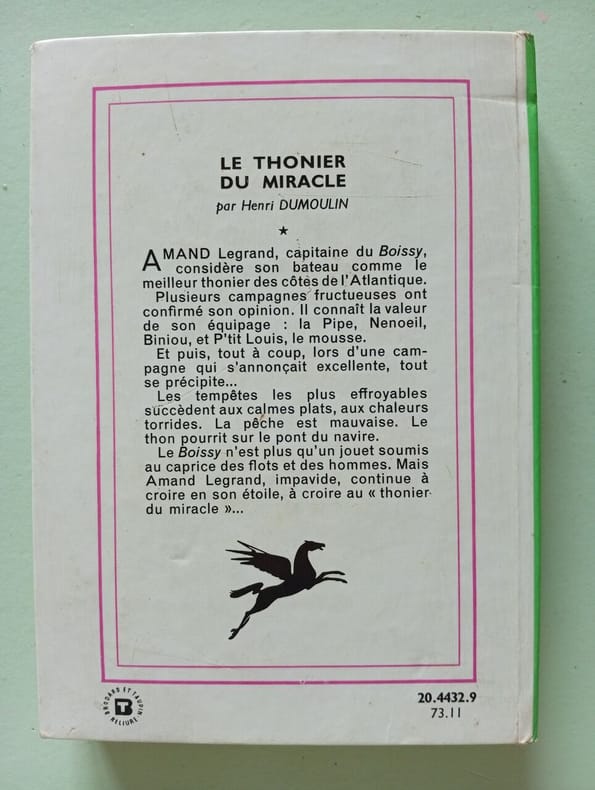 LE THONIER
DU MIRACLE
par Henri DUMOULIN
★
AMAND Legrand, capitaine du Boissy,
considère son bateau comme le
meilleur thonier des côtes de l'Atlantique.
Plusieurs campagnes fructueuses ont
confirmé son opinion. Il connaît la valeur
de son équipage : la Pipe, Nenoeil,
Biniou, et P'tit Louis, le mousse.
Et puis, tout à coup, lors d'une cam-
pagne qui s'annonçait excellente, tout
se précipite...
Les tempêtes les plus effroyables
succèdent aux calmes plats, aux chaleurs
torrides. La pêche est mauvaise. Le
thon pourrit sur le pont du navire.
Le Boissy n'est plus qu'un jouet soumis
au caprice des flots et des hommes. Mais
Amand Legrand, impavide, continue à
croire en son étoile, à croire au « thonier
du miracle »...
BRODARD ET TAUPIN
RELIURE
20.4432.9
73.11